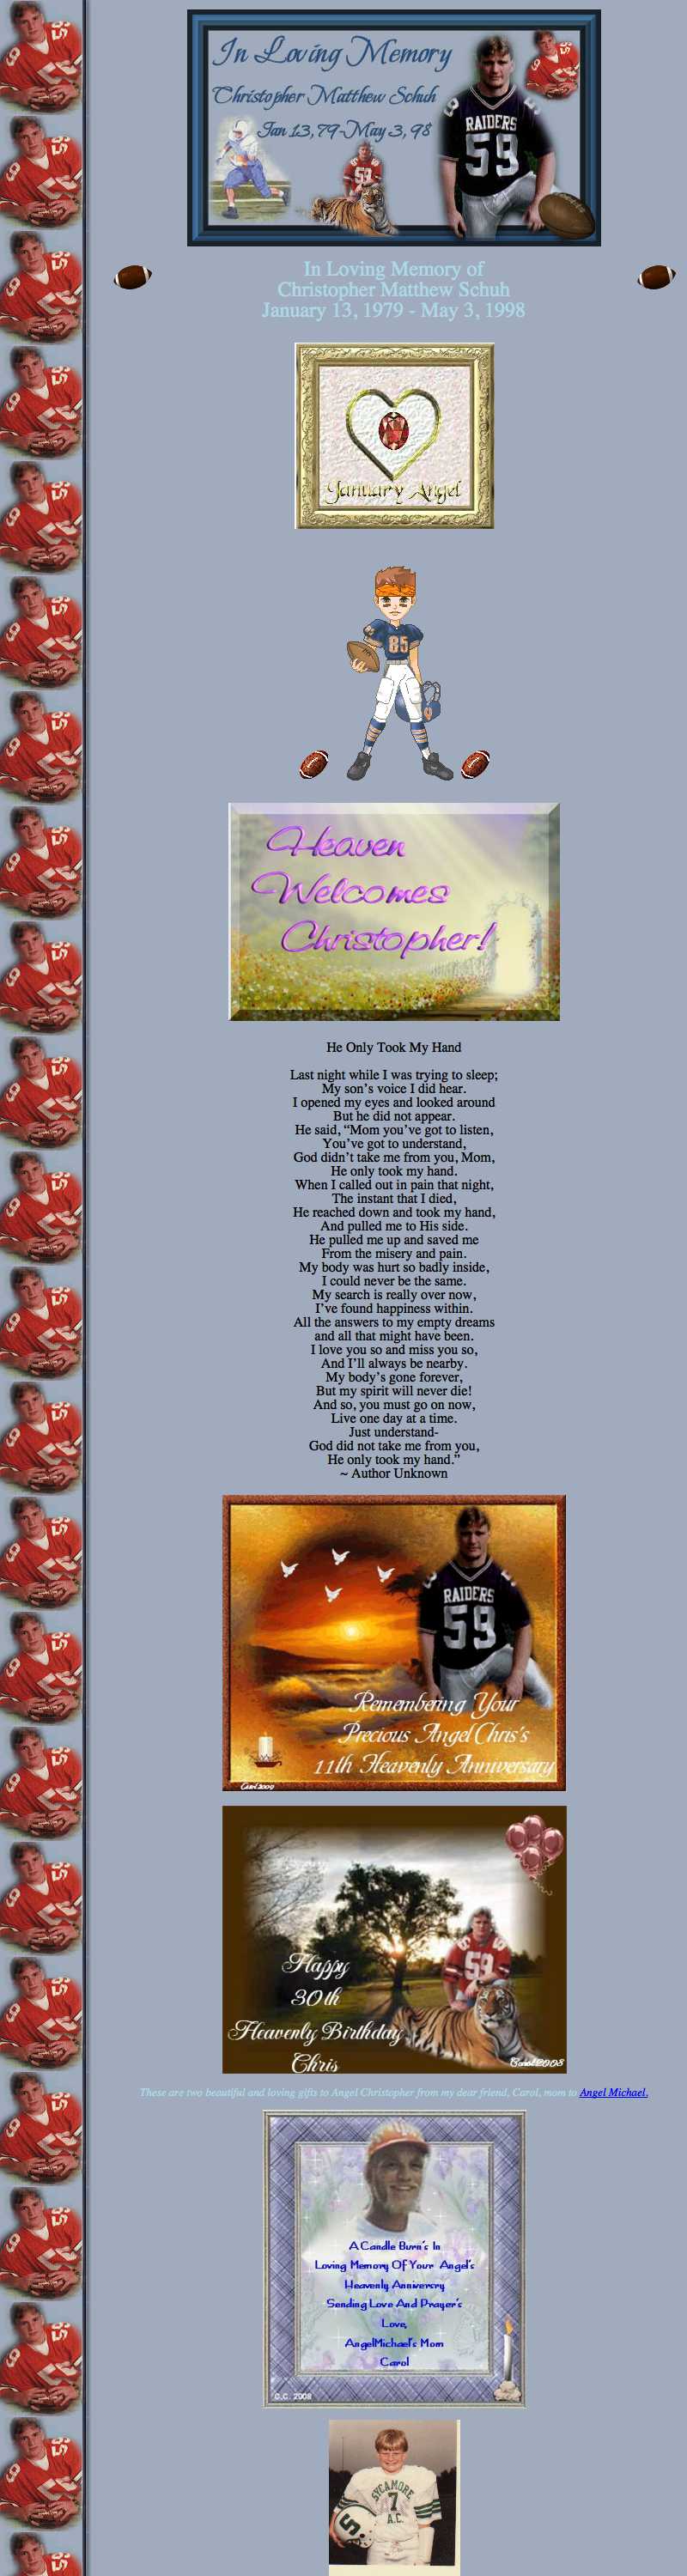 In Loving Memory
Christopher Matthew Schuh
Jan 13, 79-May 3, 98
RAIDERS
59
In Loving Memory of
Christopher Matthew Schuh
January 13, 1979 - May 3, 1998
January Angel
85
Heaven
Welcomes
Christopher!
He Only Took My Hand
Last night while I was trying to sleep;
My son’s voice I did hear.
I opened my eyes and looked around
But he did not appear.
He said, “Mom you’ve got to listen,
You’ve got to understand,
God didn’t take me from you, Mom,
He only took my hand.
When I called out in pain that night,
The instant that I died,
He reached down and took my hand,
And pulled me to His side.
He pulled me up and saved me
From the misery and pain.
My body was hurt so badly inside,
I could never be the same.
My search is really over now,
I’ve found happiness within.
All the answers to my empty dreams
and all that might have been.
I love you so and miss you so,
And I’ll always be nearby.
My body’s gone forever,
But my spirit will never die!
And so, you must go on now,
Live one day at a time.
Just understand-
God did not take me from you,
He only took my hand.”
~ Author Unknown
RAIDERS
59
Remembering Your
Precious Angel Chris's
11th Heavenly Anniversary
Carol 2009
Happy
30th
Heavenly Birthday
Chris
59
Carol 2008
These are two beautiful and loving gifts to Angel Christopher from my dear friend, Carol, mom to Angel Michael.
A Candle Burn's In
Loving Memory Of Your Angel's
Heavenly Anniversry
Sending Love And Prayer's
Love,
AngelMichael's Mom
Carol
C.C. 2008
SYCAMORE
7
A.C.
S